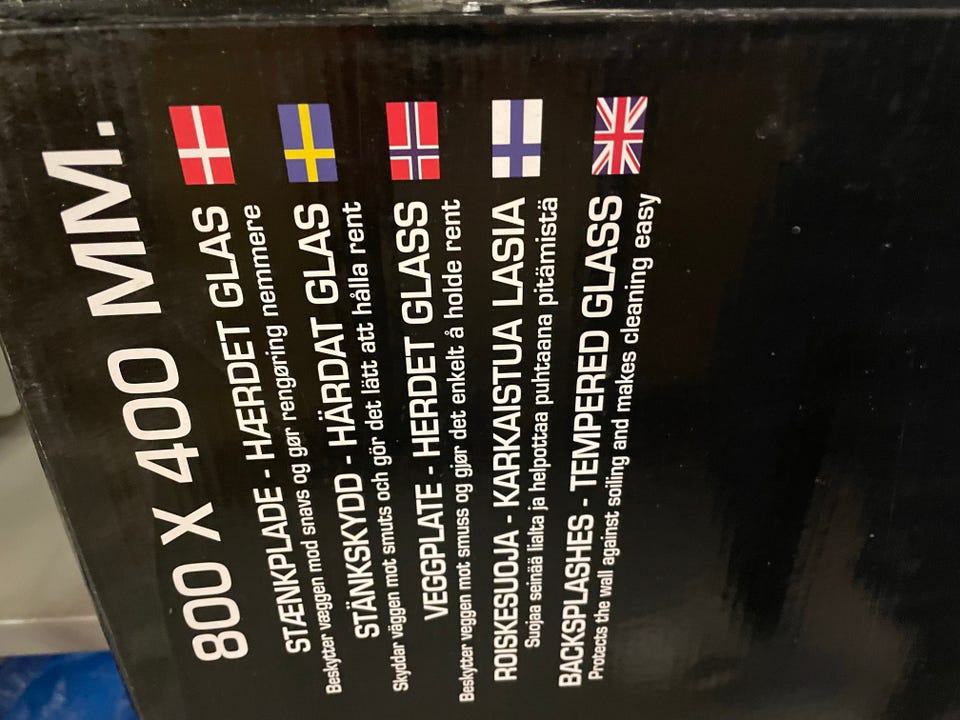 800 X 400 MM.
STÆNKPLADE - HÆRDET GLAS
Beskytter væggen mod snavs og gør rengøring nemmere
STÄNKSKYDD - HÄRDAT GLAS
Skyddar väggen mot smuts och gör det lätt att hålla rent
VEGGPLATE - HERDET GLASS
Beskytter veggen mot smuss og gjør det enkelt å holde rent
ROISKESUOJA - KARKAISTUA LASIA
Suojaa seinää lialta ja helpottaa puhtaana pitämistä
BACKSPLASHES - TEMPERED GLASS
Protects the wall against soiling and makes cleaning easy